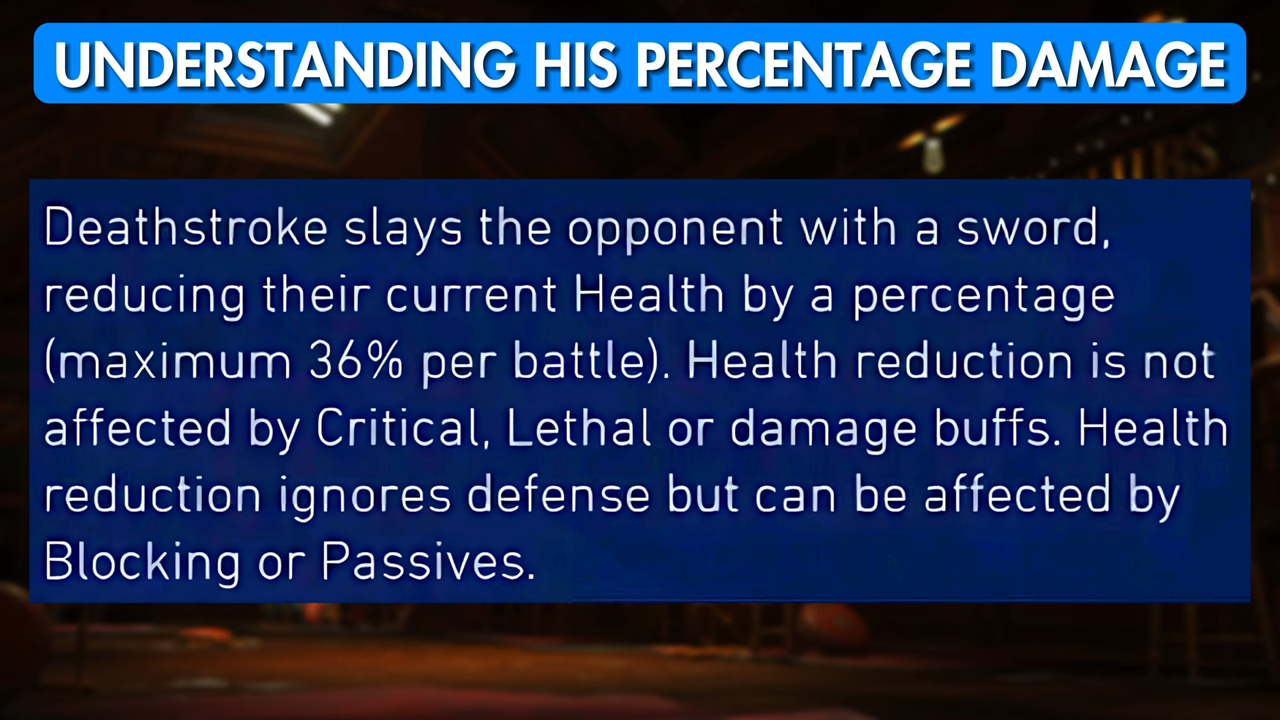 UNDERSTANDING HIS PERCENTAGE DAMAGE
Deathstroke slays the opponent with a sword,
reducing their current Health by a percentage
(maximum 36% per battle). Health reduction is not
affected by Critical, Lethal or damage buffs. Health
reduction ignores defense but can be affected by
Blocking or Passives.